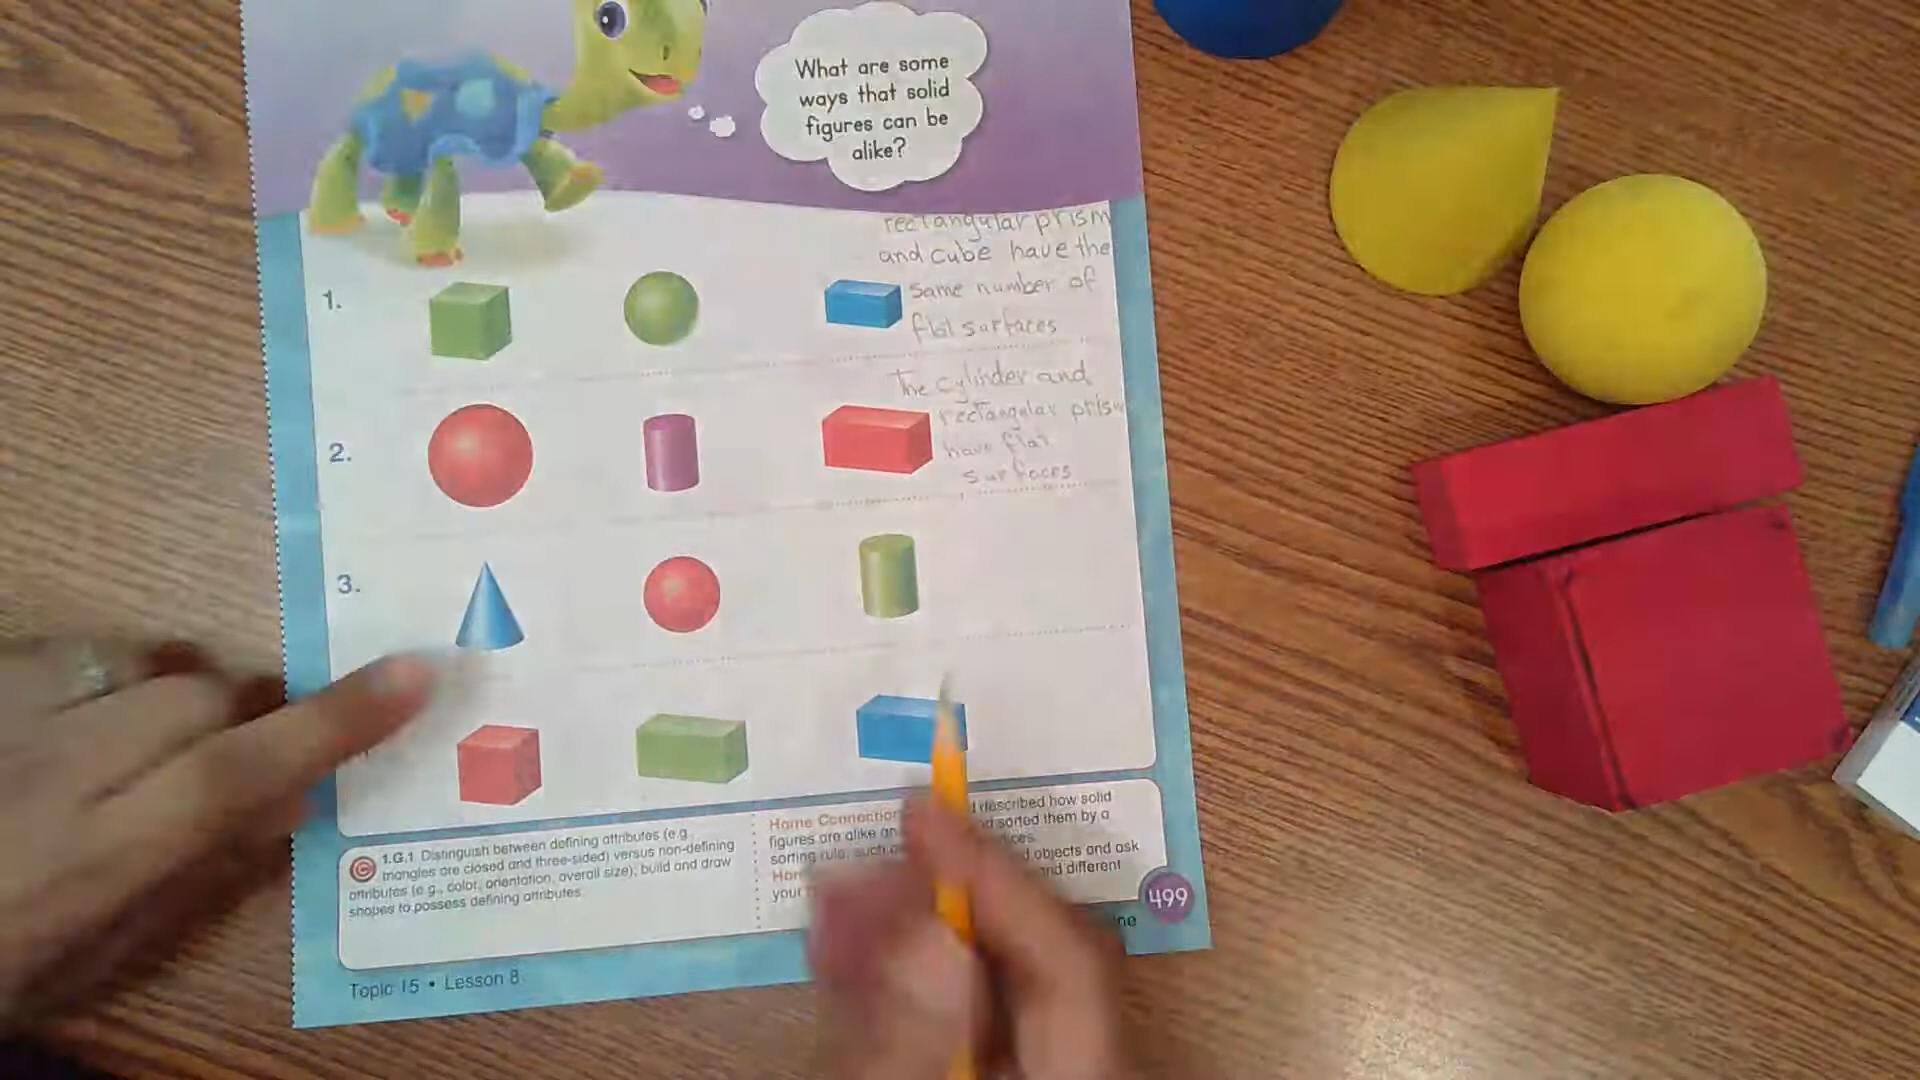 What are some
ways that solid
figures can be
alike?
rectangular prism
and cube have the
1.
same number of
flat surfaces
The cylinder and
2.
rectangular prism
have flat
surfaces
3.
1.G.1 Distinguish between defining attributes (e.g.,
triangles are closed and three-sided) versus non-defining
attributes (e.g., color, orientation, overall size); build and draw
shapes to possess defining attributes.
Home Connection
described how solid
figures are alike an
sorted them by a
sorting rule, such
objects and ask
and different
your
499
Topic 15 • Lesson 8